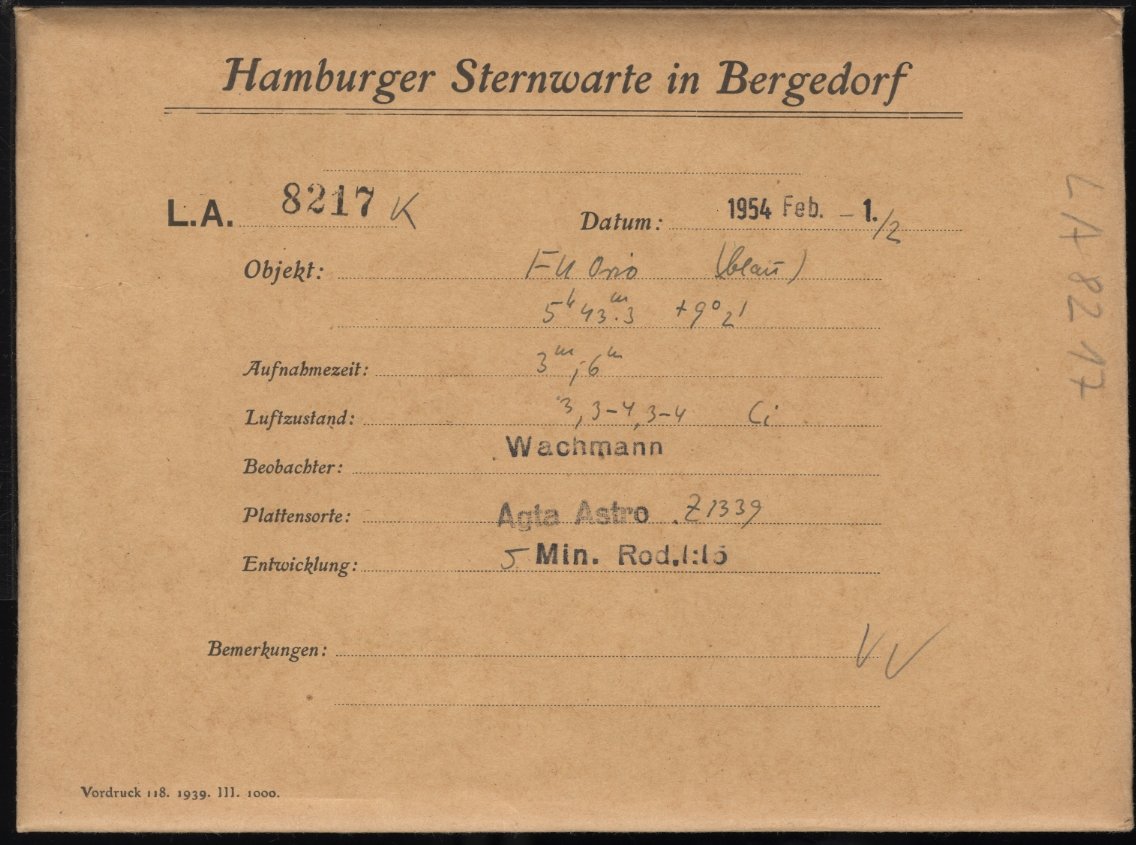 Hamburger Sternwarte in Bergedorf
L.A. 8217 K
Datum: 1954 Feb. – 1./2
Objekt: FU Orio (blau)
5h 43m.3 +9° 2'
Aufnahmezeit: 3m, 6m
Luftzustand: 3, 3-4, 3-4 Ci
Beobachter: Wachmann
Plattensorte: Agfa Astro Z1339
Entwicklung: 5 Min. Rod. 1:15
Bemerkungen: VV
Vordruck 118. 1939. III. 1000.
LA 8217